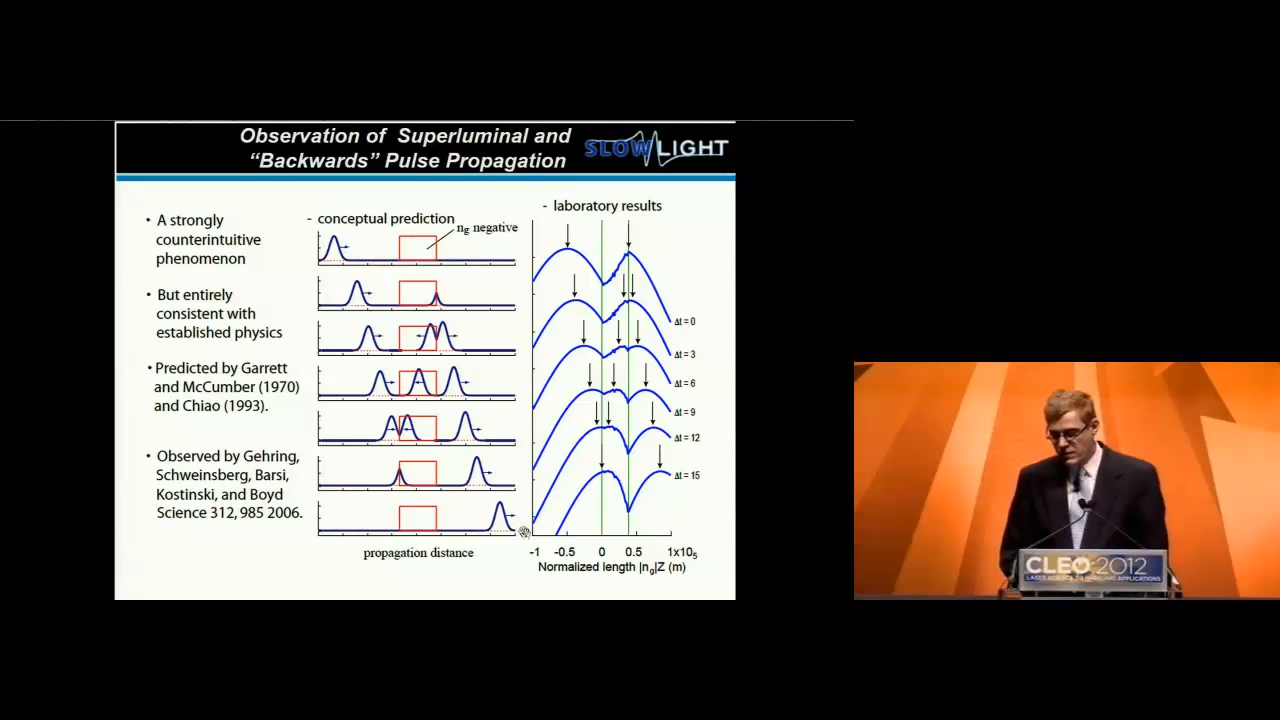 Observation of Superluminal and
“Backwards” Pulse Propagation
SLOW LIGHT
• A strongly
counterintuitive
phenomenon
• But entirely
consistent with
established physics
• Predicted by Garrett
and McCumber (1970)
and Chiao (1993).
• Observed by Gehring,
Schweinsberg, Barsi,
Kostinski, and Boyd
Science 312, 985 2006.
- conceptual prediction
ng negative
propagation distance
- laboratory results
Δt = 0
Δt = 3
Δt = 6
Δt = 9
Δt = 12
Δt = 15
-1 -0.5 0 0.5 1x105
Normalized length |ng|Z (m)
CLEO:2012
LASER SCIENCE TO PHOTONIC APPLICATIONS